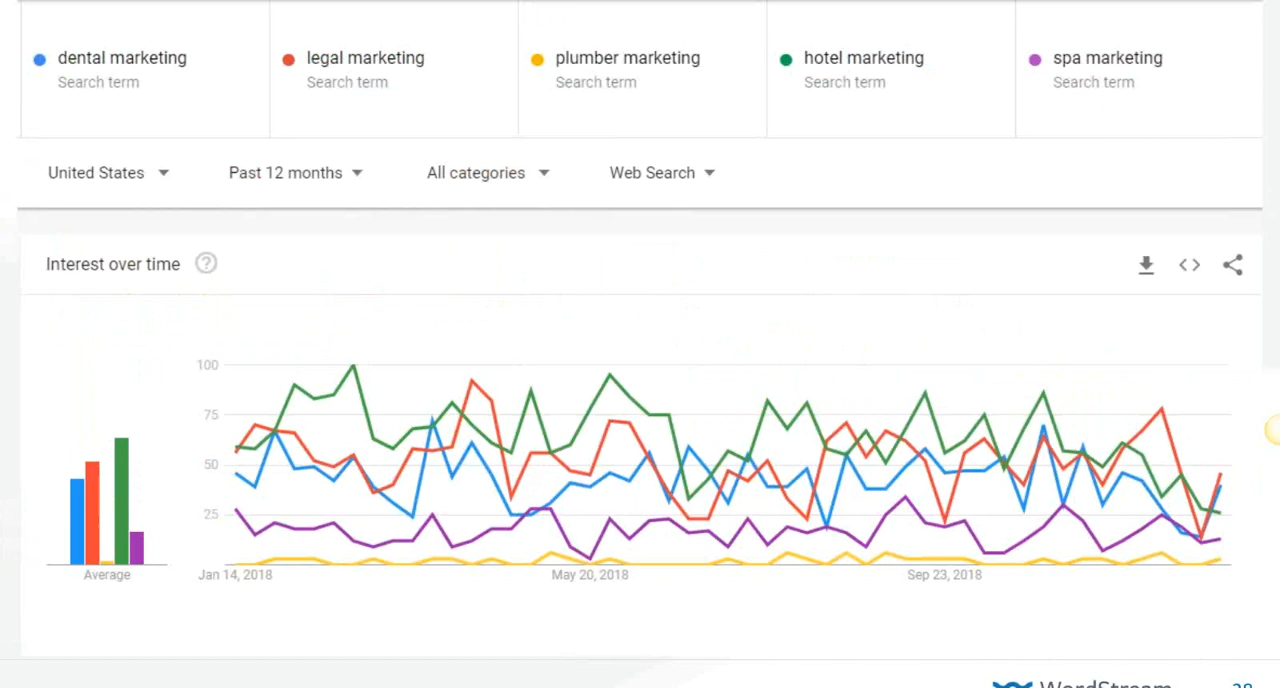 dental marketing
Search term
legal marketing
Search term
plumber marketing
Search term
hotel marketing
Search term
spa marketing
Search term
United States
Past 12 months
All categories
Web Search
Interest over time ?
100
75
50
25
Average
Jan 14, 2018
May 20, 2018
Sep 23, 2018
WordStream